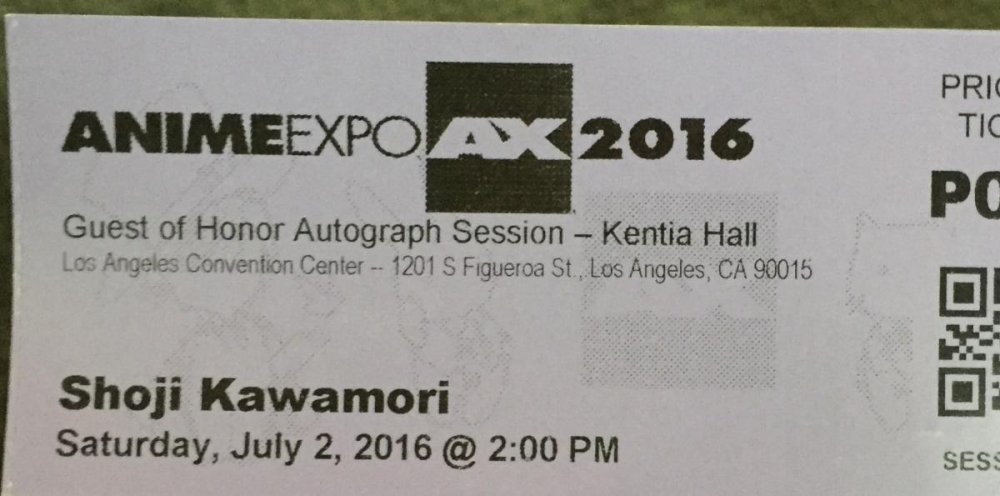 ANIMEEXPO AX 2016
Guest of Honor Autograph Session – Kentia Hall
Los Angeles Convention Center -- 1201 S Figueroa St., Los Angeles, CA 90015
Shoji Kawamori
Saturday, July 2, 2016 @ 2:00 PM